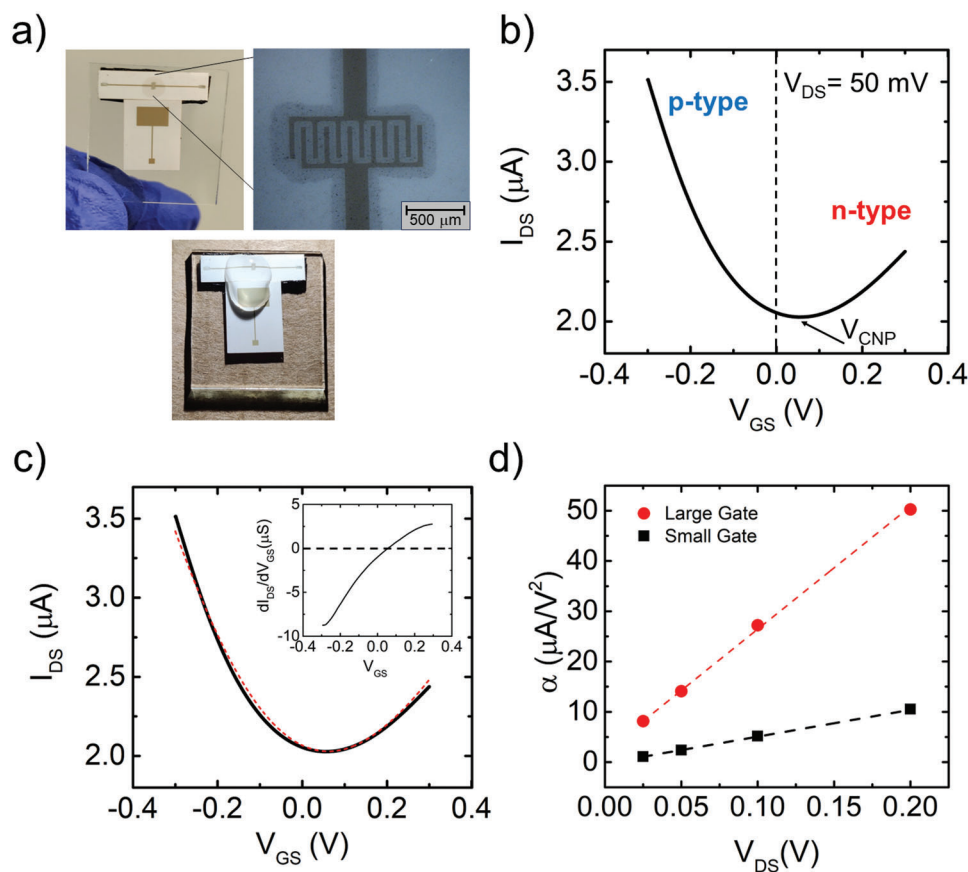 a)
500 μm
b)
V_DS= 50 mV
p-type
n-type
V_CNP
I_DS (μA)
3.5
3.0
2.5
2.0
-0.4 -0.2 0.0 0.2 0.4
V_GS (V)
c)
I_DS (μA)
3.5
3.0
2.5
2.0
-0.4 -0.2 0.0 0.2 0.4
V_GS (V)
dI_DS/dV_GS(μS)
5
0
-5
-10
-0.4 -0.2 0.0 0.2 0.4
V_GS
d)
Large Gate
Small Gate
α (μA/V²)
50
40
30
20
10
0
0.00 0.05 0.10 0.15 0.20
V_DS(V)